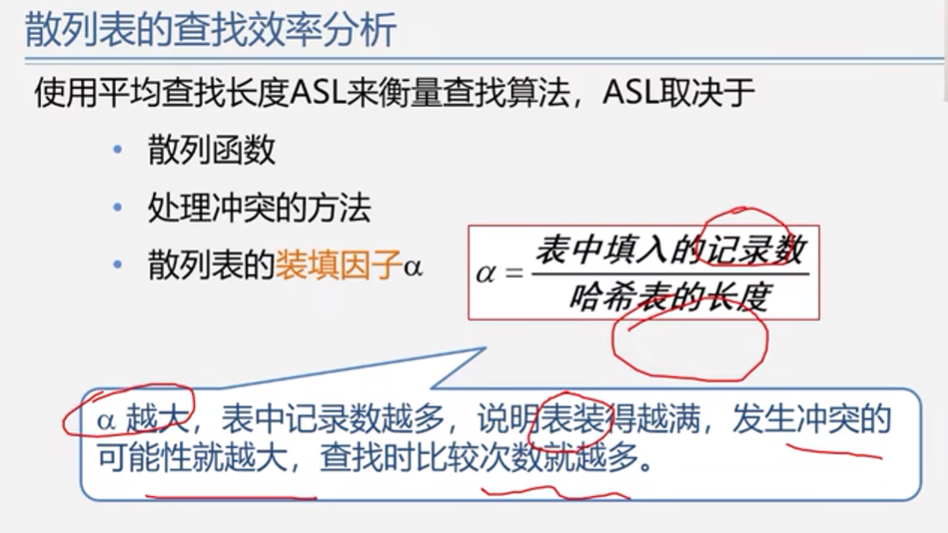 散列表的查找效率分析
使用平均查找长度ASL来衡量查找算法，ASL取决于
• 散列函数
• 处理冲突的方法
• 散列表的装填因子α
α = 表中填入的记录数
哈希表的长度
α 越大，表中记录数越多，说明表装得越满，发生冲突的
可能性就越大，查找时比较次数就越多。